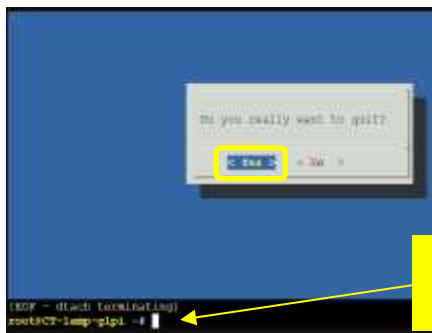 Do you really want to quit?
< Yes > < No >
(EOF - dtach terminating)
root@CT-lamp-glpi ~#